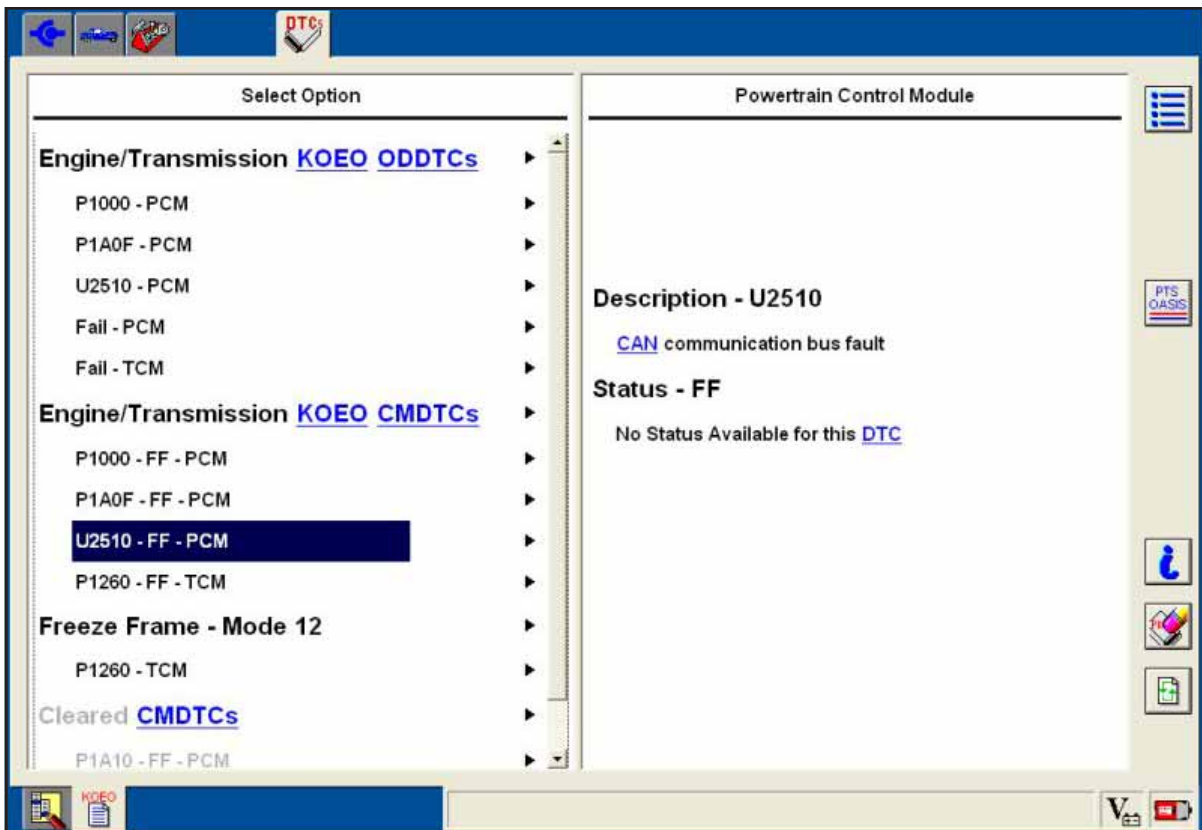 DTCs
Select Option
Engine/Transmission KOEO ODDTCs
P1000 - PCM
P1A0F - PCM
U2510 - PCM
Fail - PCM
Fail - TCM
Engine/Transmission KOEO CMDTCs
P1000 - FF - PCM
P1A0F - FF - PCM
U2510 - FF - PCM
P1260 - FF - TCM
Freeze Frame - Mode 12
P1260 - TCM
Cleared CMDTCs
P1A10 - FF - PCM
Powertrain Control Module
Description - U2510
CAN communication bus fault
Status - FF
No Status Available for this DTC
PTS
OASIS
i
KOEO
V